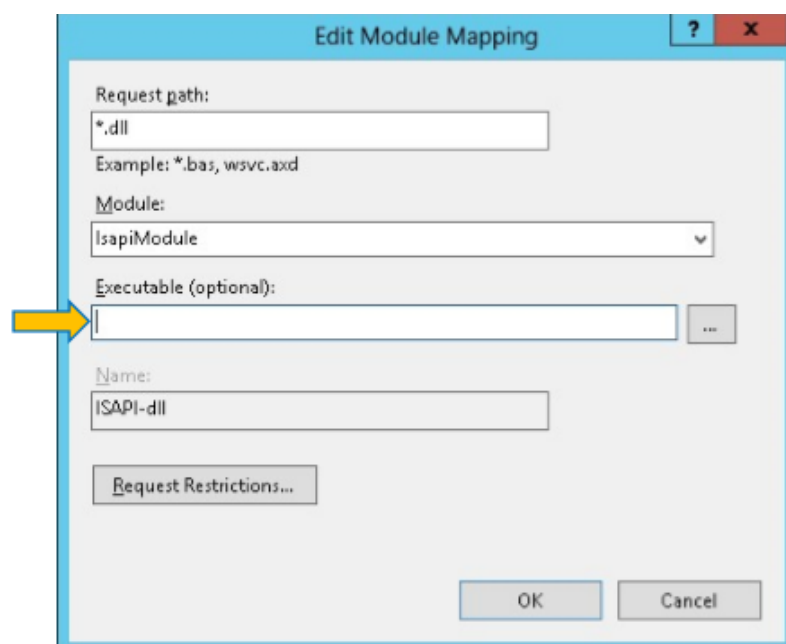 Edit Module Mapping
?
x
Request path:
*.dll
Example: *.bas, wsvc.axd
Module:
IsapiModule
Executable (optional):
...
Name:
ISAPI-dll
Request Restrictions...
OK
Cancel